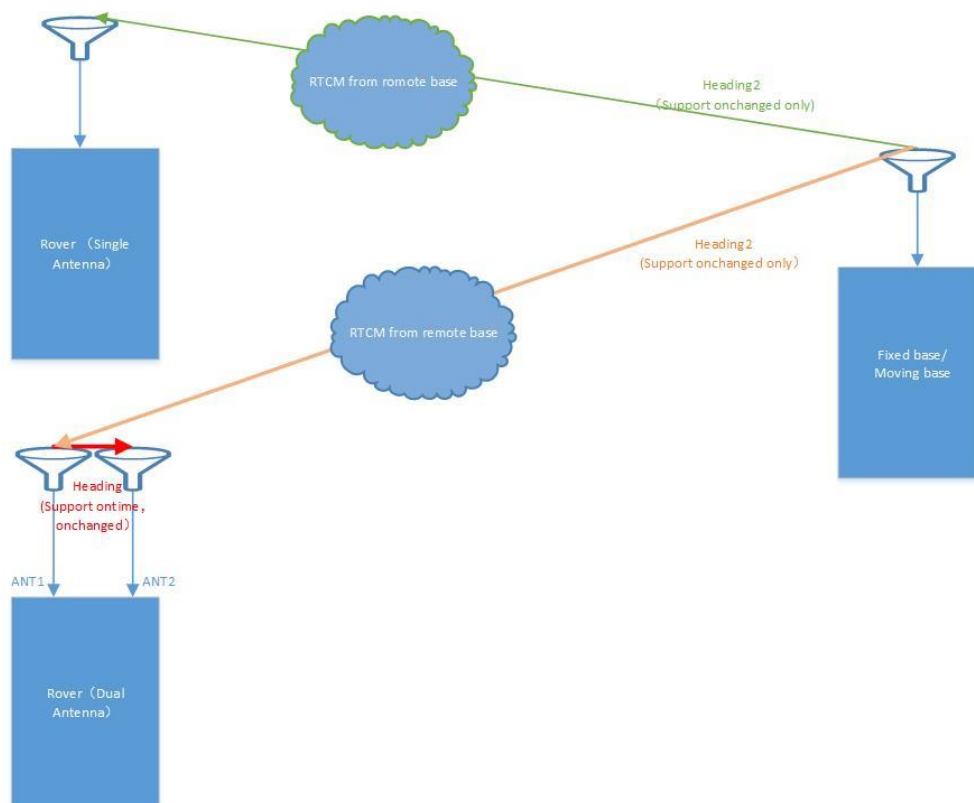 RTCM from romote base
Heading2
（Support onchanged only)
Rover （Single
Antenna）
Heading2
(Support onchanged only）
RTCM from remote base
Fixed base/
Moving base
Heading
(Support ontime，
onchanged）
ANT1
ANT2
Rover（Dual
Antenna）